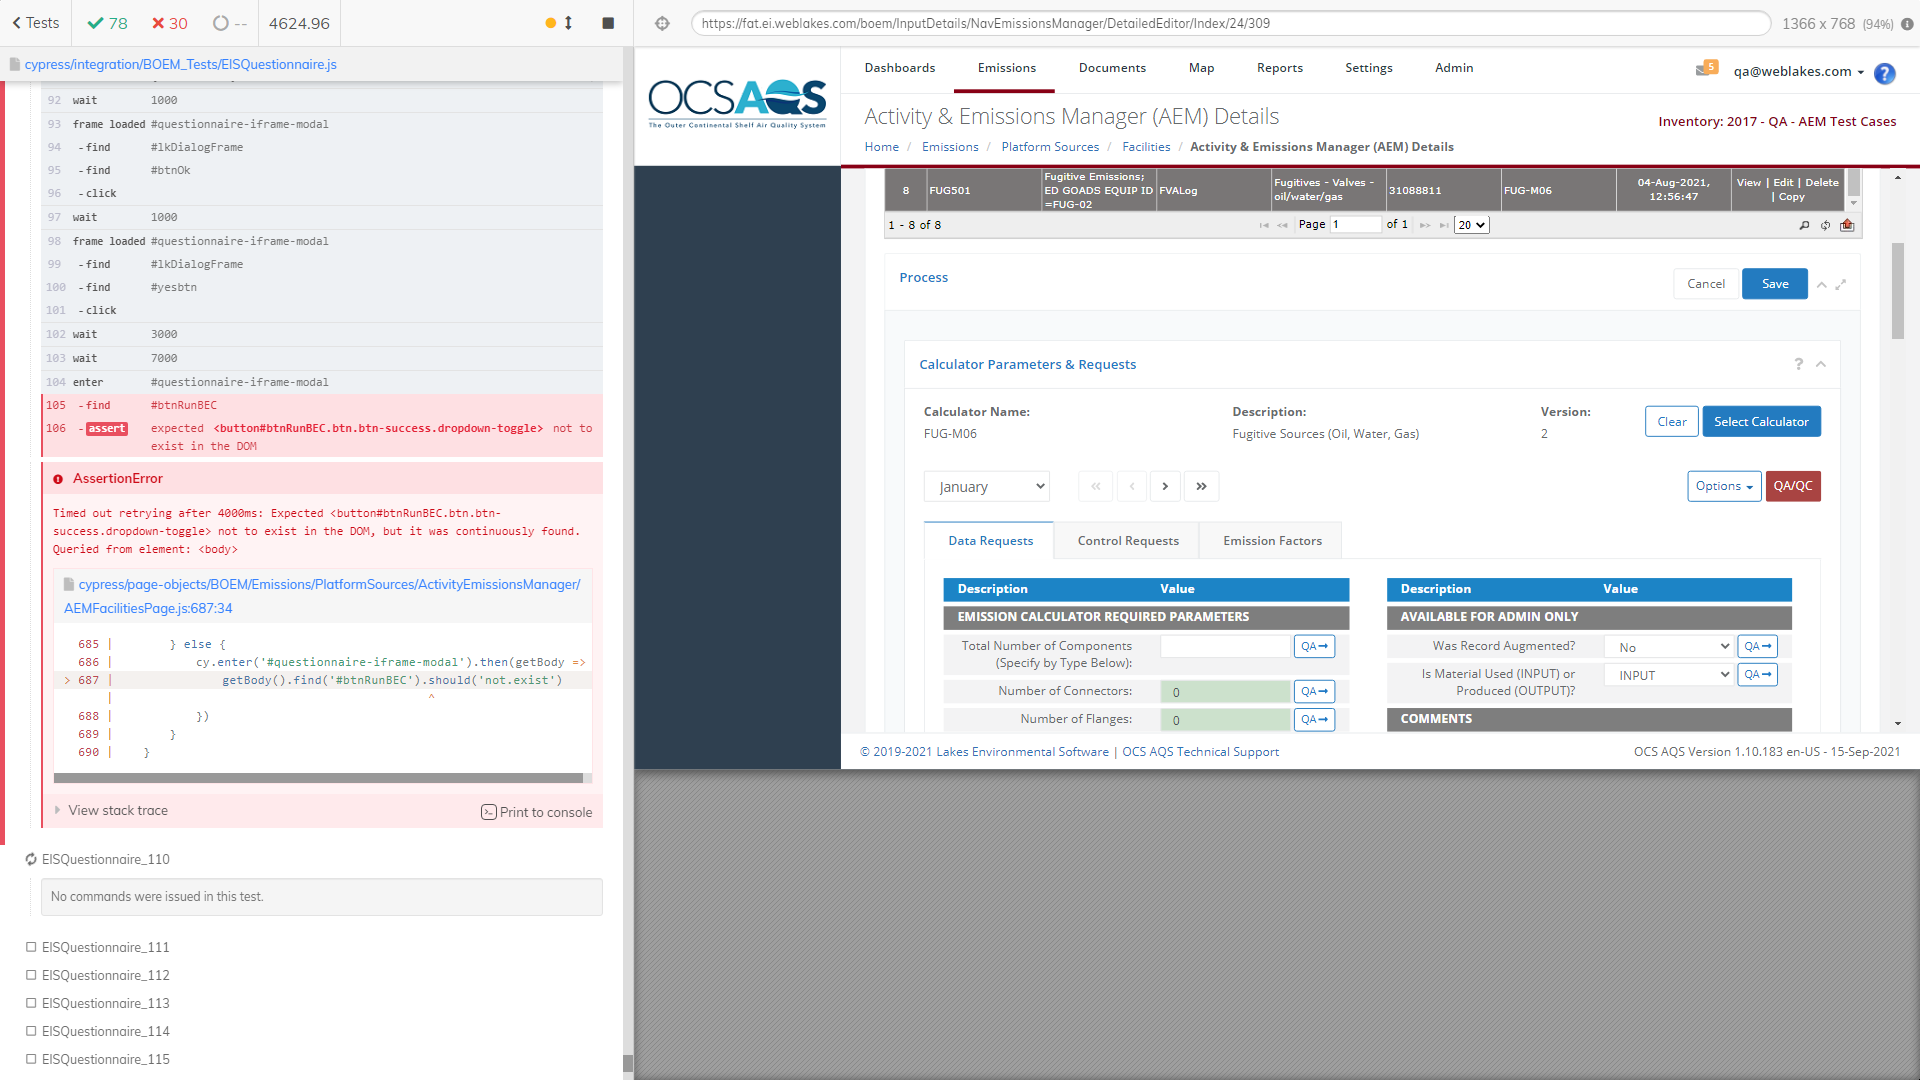 Tests
78
30
--
4624.96
https://fat.ei.weblakes.com/boem/InputDetails/NavEmissionsManager/DetailedEditor/Index/24/309
1366 x 768 (94%)
cypress/integration/BOEM_Tests/EISQuestionnaire.js
92 wait 1000
93 frame loaded #questionnaire-iframe-modal
94 -find #lkDialogFrame
95 -find #btnOk
96 -click
97 wait 1000
98 frame loaded #questionnaire-iframe-modal
99 -find #lkDialogFrame
100 -find #yesbtn
101 -click
102 wait 3000
103 wait 7000
104 enter #questionnaire-iframe-modal
105 -find #btnRunBEC
106 -assert expected <button#btnRunBEC.btn.btn-success.dropdown-toggle> not to
exist in the DOM
AssertionError
Timed out retrying after 4000ms: Expected <button#btnRunBEC.btn.btn-
success.dropdown-toggle> not to exist in the DOM, but it was continuously found.
Queried from element: <body>
cypress/page-objects/BOEM/Emissions/PlatformSources/ActivityEmissionsManager/
AEMFacilitiesPage.js:687:34
685 | } else {
686 | cy.enter('#questionnaire-iframe-modal').then(getBody =>
> 687 | getBody().find('#btnRunBEC').should('not.exist')
| ^
688 | })
689 | }
690 | }
View stack trace
Print to console
EISQuestionnaire_110
No commands were issued in this test.
EISQuestionnaire_111
EISQuestionnaire_112
EISQuestionnaire_113
EISQuestionnaire_114
EISQuestionnaire_115
OCSAQS
The Outer Continental Shelf Air Quality System
Dashboards Emissions Documents Map Reports Settings Admin
5
qa@weblakes.com
?
Activity & Emissions Manager (AEM) Details
Inventory: 2017 - QA - AEM Test Cases
Home / Emissions / Platform Sources / Facilities / Activity & Emissions Manager (AEM) Details
8 FUG501 Fugitive Emissions; ED GOADS EQUIP ID =FUG-02 FVALog Fugitives - Valves - oil/water/gas 31088811 FUG-M06 04-Aug-2021, 12:56:47 View | Edit | Delete | Copy
1 - 8 of 8
Page 1 of 1
20
Process
Cancel
Save
Calculator Parameters & Requests
?
Calculator Name:
FUG-M06
Description:
Fugitive Sources (Oil, Water, Gas)
Version:
2
Clear
Select Calculator
January
Options
QA/QC
Data Requests
Control Requests
Emission Factors
Description Value
EMISSION CALCULATOR REQUIRED PARAMETERS
Total Number of Components
(Specify by Type Below):
QA
Number of Connectors: 0 QA
Number of Flanges: 0 QA
Description Value
AVAILABLE FOR ADMIN ONLY
Was Record Augmented? No QA
Is Material Used (INPUT) or
Produced (OUTPUT)?
INPUT QA
COMMENTS
© 2019-2021 Lakes Environmental Software | OCS AQS Technical Support
OCS AQS Version 1.10.183 en-US - 15-Sep-2021